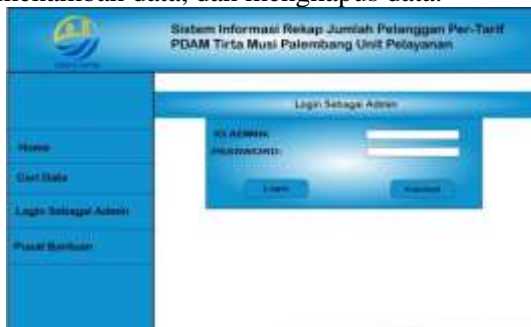 menambah data, dan menghapus data.
Sistem Informasi Rekap Jumlah Pelanggan Per-Tarif
PDAM Tirta Musi Palembang Unit Pelayanan
Login Sebagai Admin
ID ADMIN:
PASSWORD:
Login
Home
Cari Data
Login Sebagai Admin
Pusat Bantuan